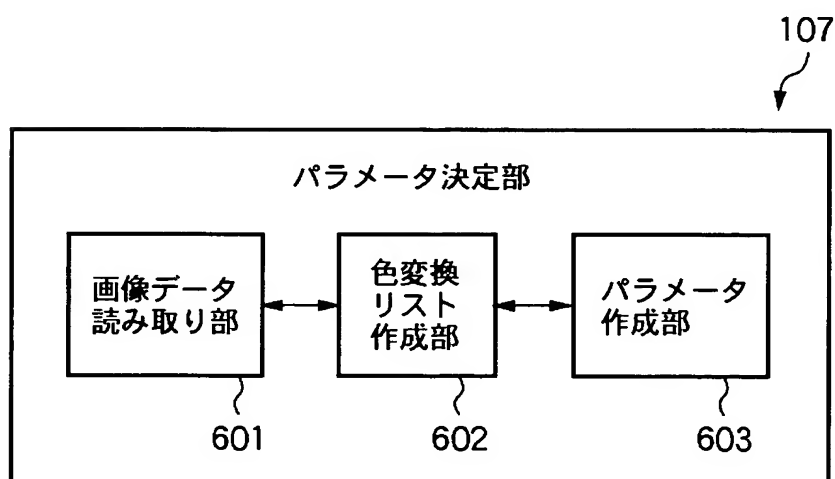 107
パラメータ決定部
画像データ
読み取り部
色変換
リスト
作成部
パラメータ
作成部
601
602
603